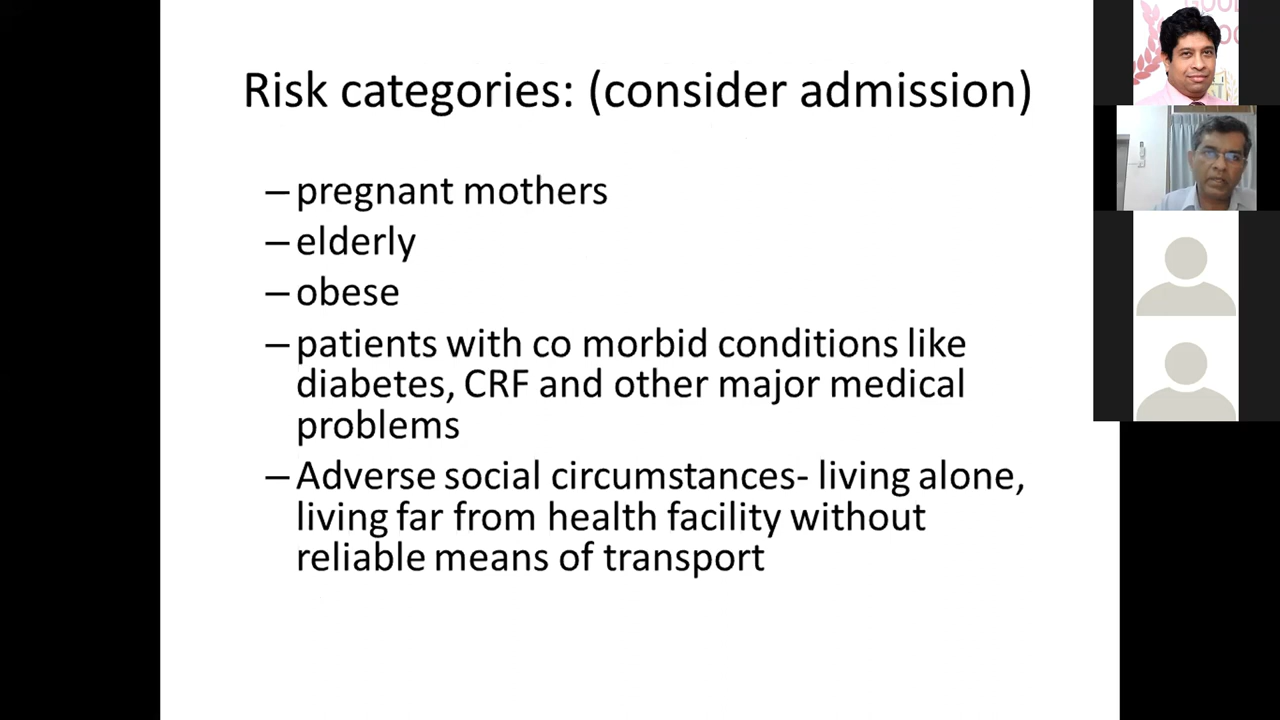 Risk categories: (consider admission)
– pregnant mothers
– elderly
– obese
– patients with co morbid conditions like
diabetes, CRF and other major medical
problems
– Adverse social circumstances- living alone,
living far from health facility without
reliable means of transport